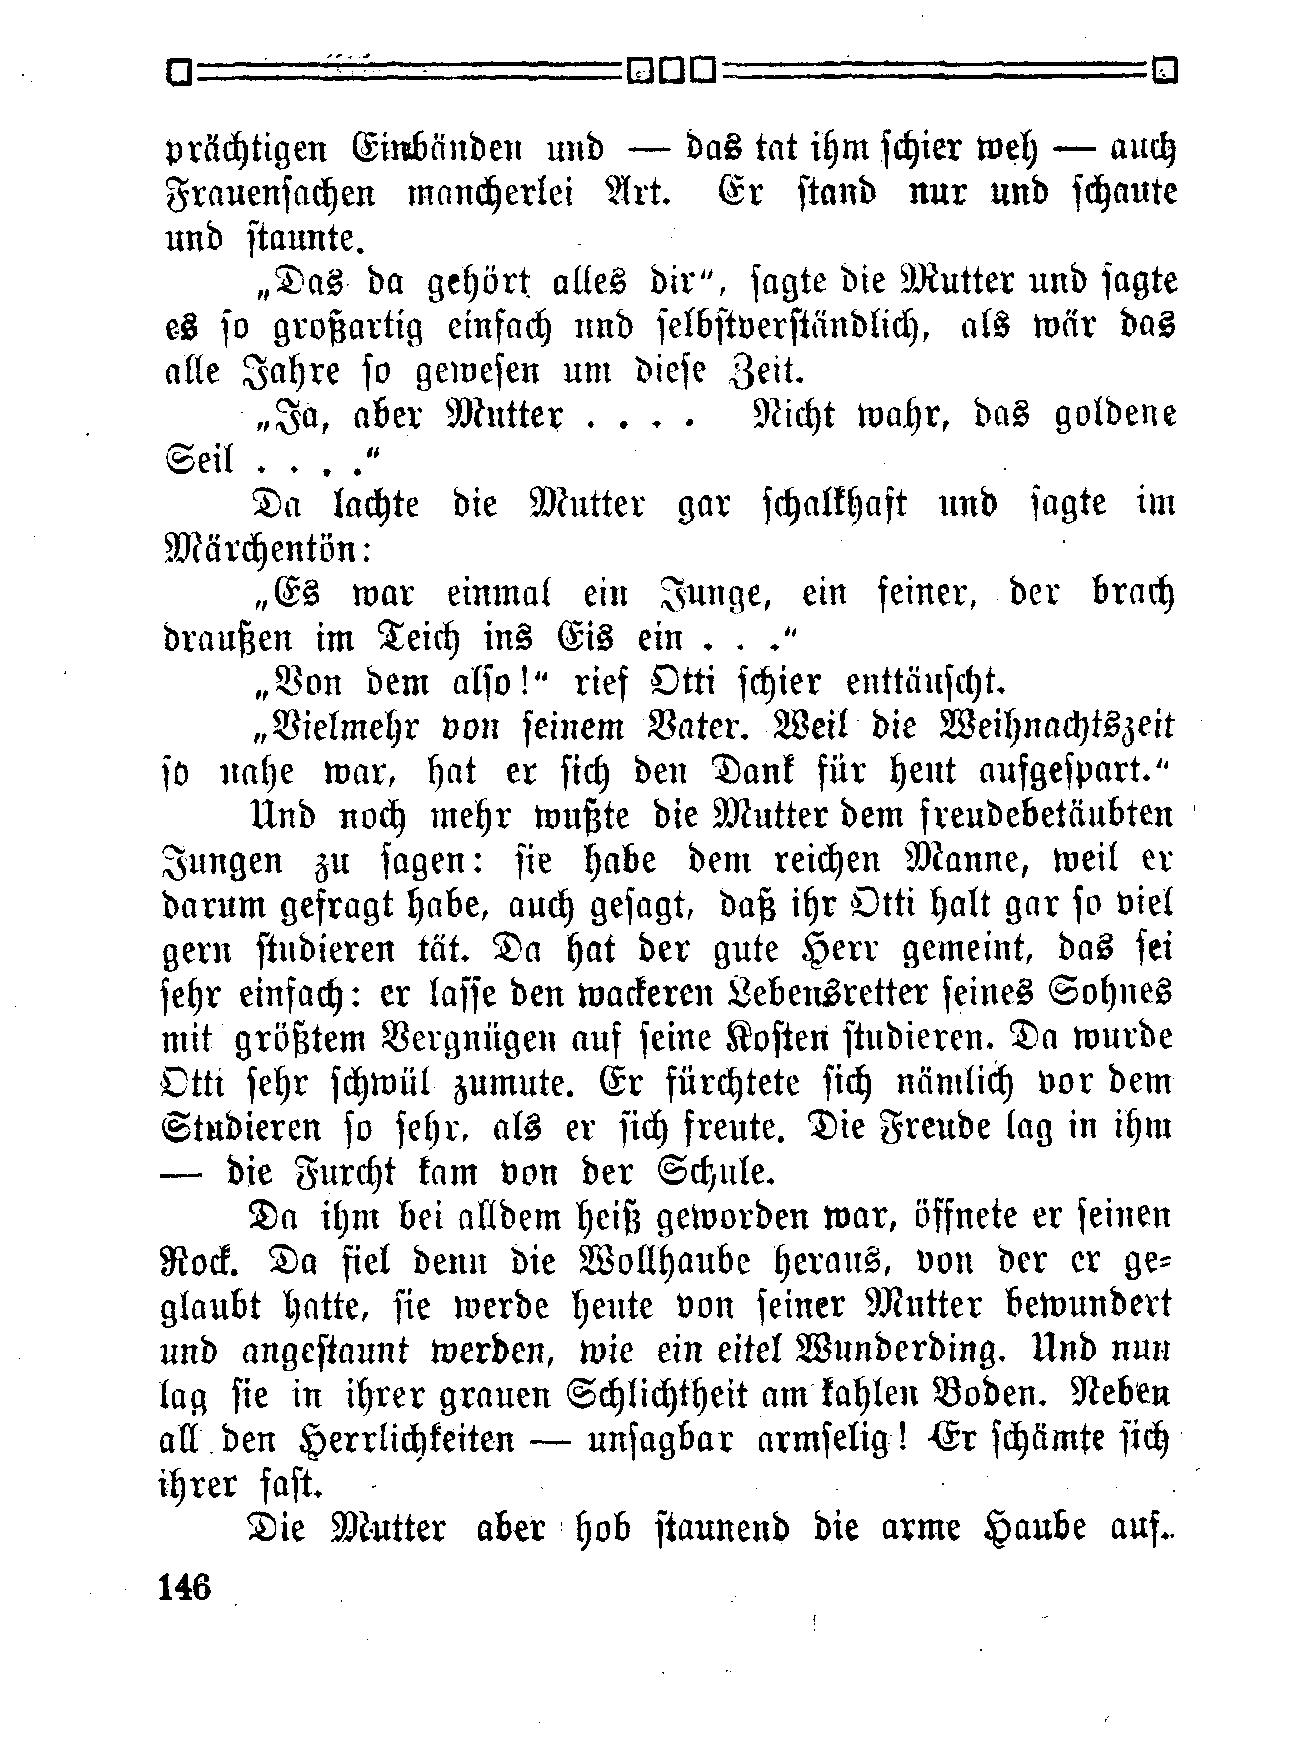 prächtigen Einbänden und — das tat ihm schier weh — auch
Frauensachen mancherlei Art. Er stand nur und schaute
und staunte.
„Das da gehört alles dir“, sagte die Mutter und sagte
es so großartig einfach und selbstverständlich, als wär das
alle Jahre so gewesen um diese Zeit.
„Ja, aber Mutter . . . . Nicht wahr, das goldene
Seil . . . .“
Da lachte die Mutter gar schalkhaft und sagte im
Märchentön:
„Es war einmal ein Junge, ein feiner, der brach
draußen im Teich ins Eis ein . . .“
„Von dem also!“ rief Otti schier enttäuscht.
„Vielmehr von seinem Vater. Weil die Weihnachtszeit
so nahe war, hat er sich den Dank für heut aufgespart.“
Und noch mehr wußte die Mutter dem freudebetäubten
Jungen zu sagen: sie habe dem reichen Manne, weil er
darum gefragt habe, auch gesagt, daß ihr Otti halt gar so viel
gern studieren tät. Da hat der gute Herr gemeint, das sei
sehr einfach: er lasse den wackeren Lebensretter seines Sohnes
mit größtem Vergnügen auf seine Kosten studieren. Da wurde
Otti sehr schwül zumute. Er fürchtete sich nämlich vor dem
Studieren so sehr, als er sich freute. Die Freude lag in ihm
— die Furcht kam von der Schule.
Da ihm bei alldem heiß geworden war, öffnete er seinen
Rock. Da fiel denn die Wollhaube heraus, von der er ge-
glaubt hatte, sie werde heute von seiner Mutter bewundert
und angestaunt werden, wie ein eitel Wunderding. Und nun
lag sie in ihrer grauen Schlichtheit am kahlen Boden. Neben
all den Herrlichkeiten — unsagbar armselig! Er schämte sich
ihrer fast.
Die Mutter aber hob staunend die arme Haube auf.
146